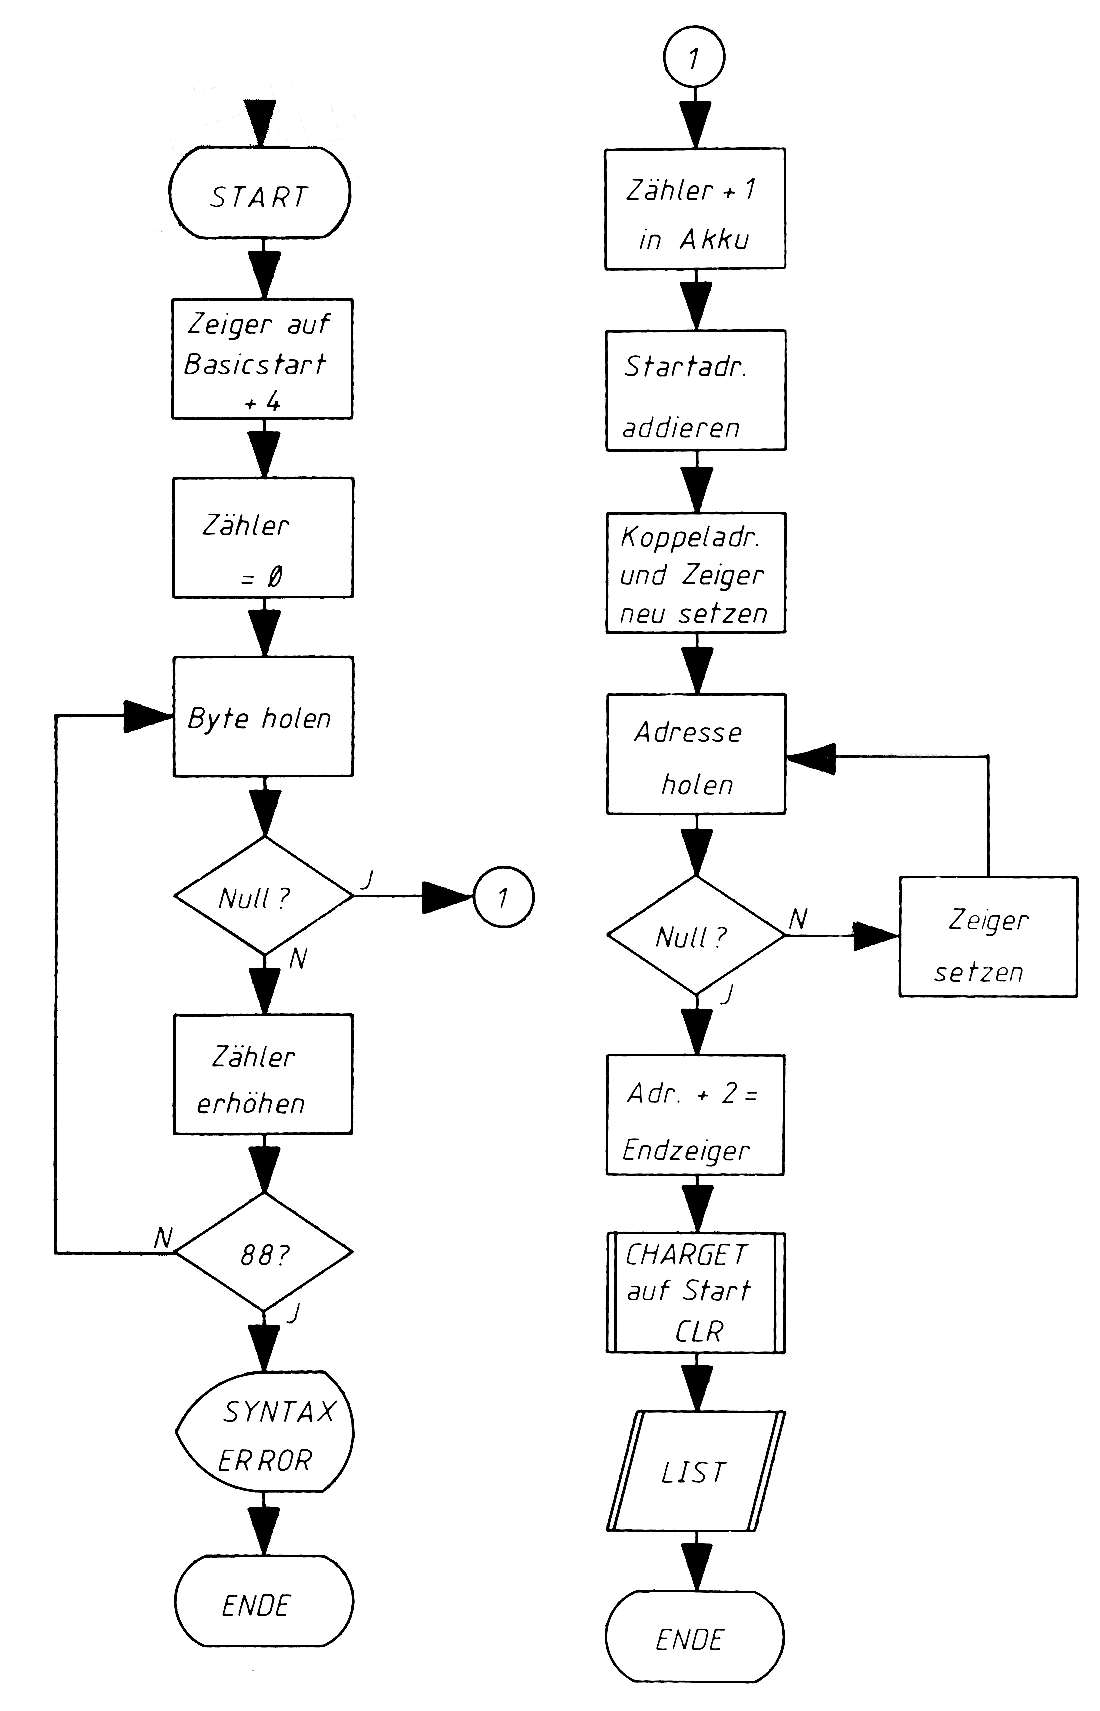 START
Zeiger auf
Basicstart
+ 4
Zähler
= 0
Byte holen
Null ?
J
1
N
Zähler
erhöhen
N
88?
J
SYNTAX
ERROR
ENDE
1
Zähler + 1
in Akku
Startadr.
addieren
Koppeladr.
und Zeiger
neu setzen
Adresse
holen
Null ?
N
Zeiger
setzen
J
Adr. + 2 =
Endzeiger
CHARGET
auf Start
CLR
LIST
ENDE